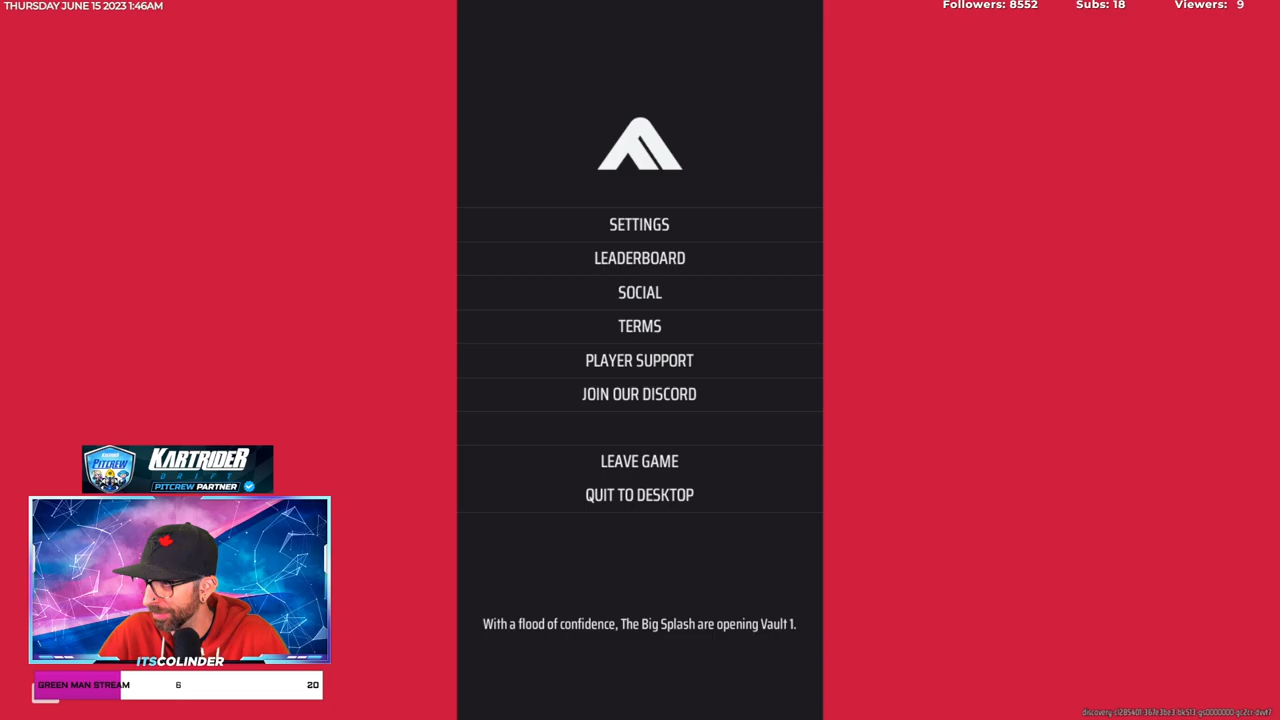 THURSDAY JUNE 15 2023 1:46AM
Followers: 8552 Subs: 18 Viewers: 9
SETTINGS
LEADERBOARD
SOCIAL
TERMS
PLAYER SUPPORT
JOIN OUR DISCORD
LEAVE GAME
QUIT TO DESKTOP
With a flood of confidence, The Big Splash are opening Vault 1.
PITCREW
KARTRIDER
DRIFT
PITCREW PARTNER
ITSCOLINDER
GREEN MAN STREAM 6 20